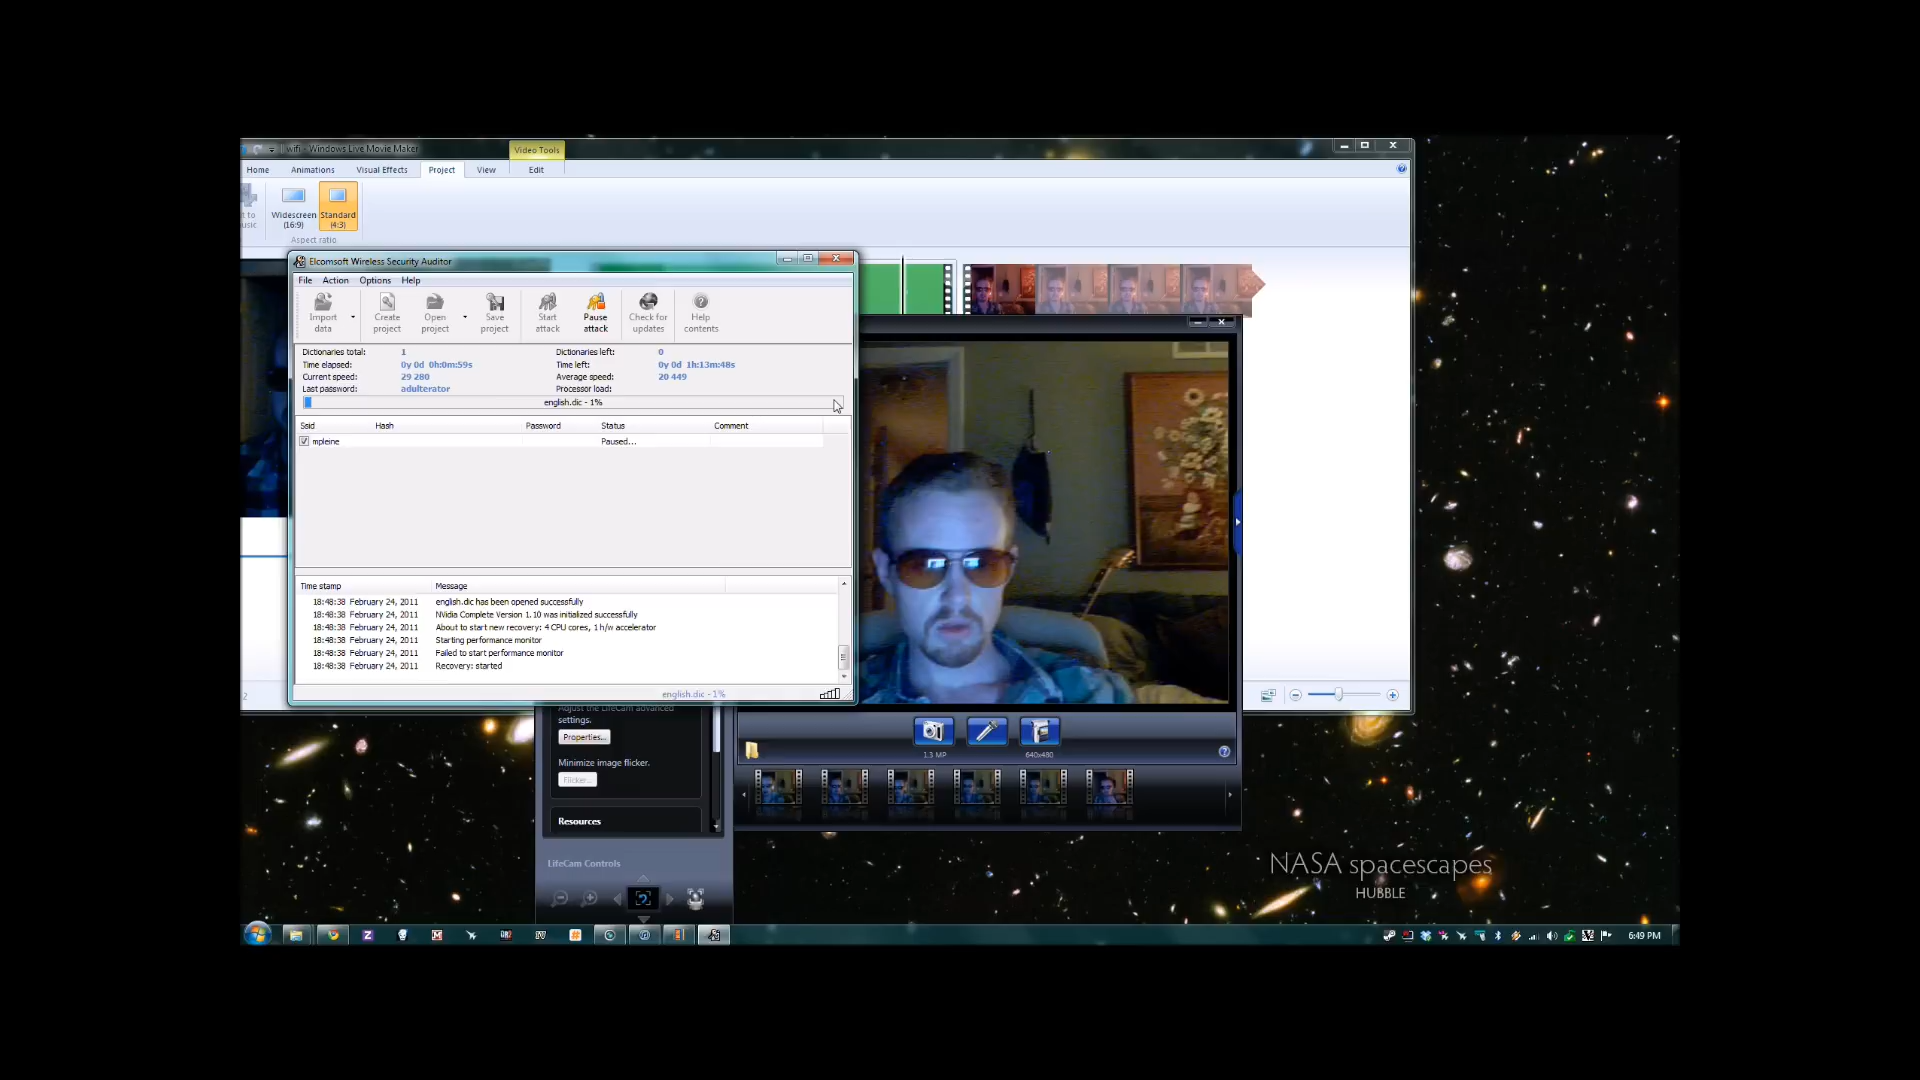 wifi - Windows Live Movie Maker
Video Tools
Home Animations Visual Effects Project View Edit
Widescreen (16:9)
Standard (4:3)
Aspect ratio
Elcomsoft Wireless Security Auditor
File Action Options Help
Import data
Create project
Open project
Save project
Start attack
Pause attack
Check for updates
Help contents
Dictionaries total: 1 Dictionaries left: 0
Time elapsed: 0y 0d 0h:0m:59s Time left: 0y 0d 1h:13m:48s
Current speed: 29 280 Average speed: 20 449
Last password: adulterator Processor load:
english.dic - 1%
Ssid Hash Password Status Comment
mpleine Paused...
Time stamp Message
18:48:38 February 24, 2011 english.dic has been opened successfully
18:48:38 February 24, 2011 NVidia Complete Version 1.10 was initialized successfully
18:48:38 February 24, 2011 About to start new recovery: 4 CPU cores, 1 h/w accelerator
18:48:38 February 24, 2011 Starting performance monitor
18:48:38 February 24, 2011 Failed to start performance monitor
18:48:38 February 24, 2011 Recovery: started
english.dic - 1%
Adjust the LifeCam advanced
settings.
Properties...
Minimize image flicker.
Flicker...
Resources
LifeCam Controls
1.3 MP
640x480
NASA spacescapes
HUBBLE
6:49 PM